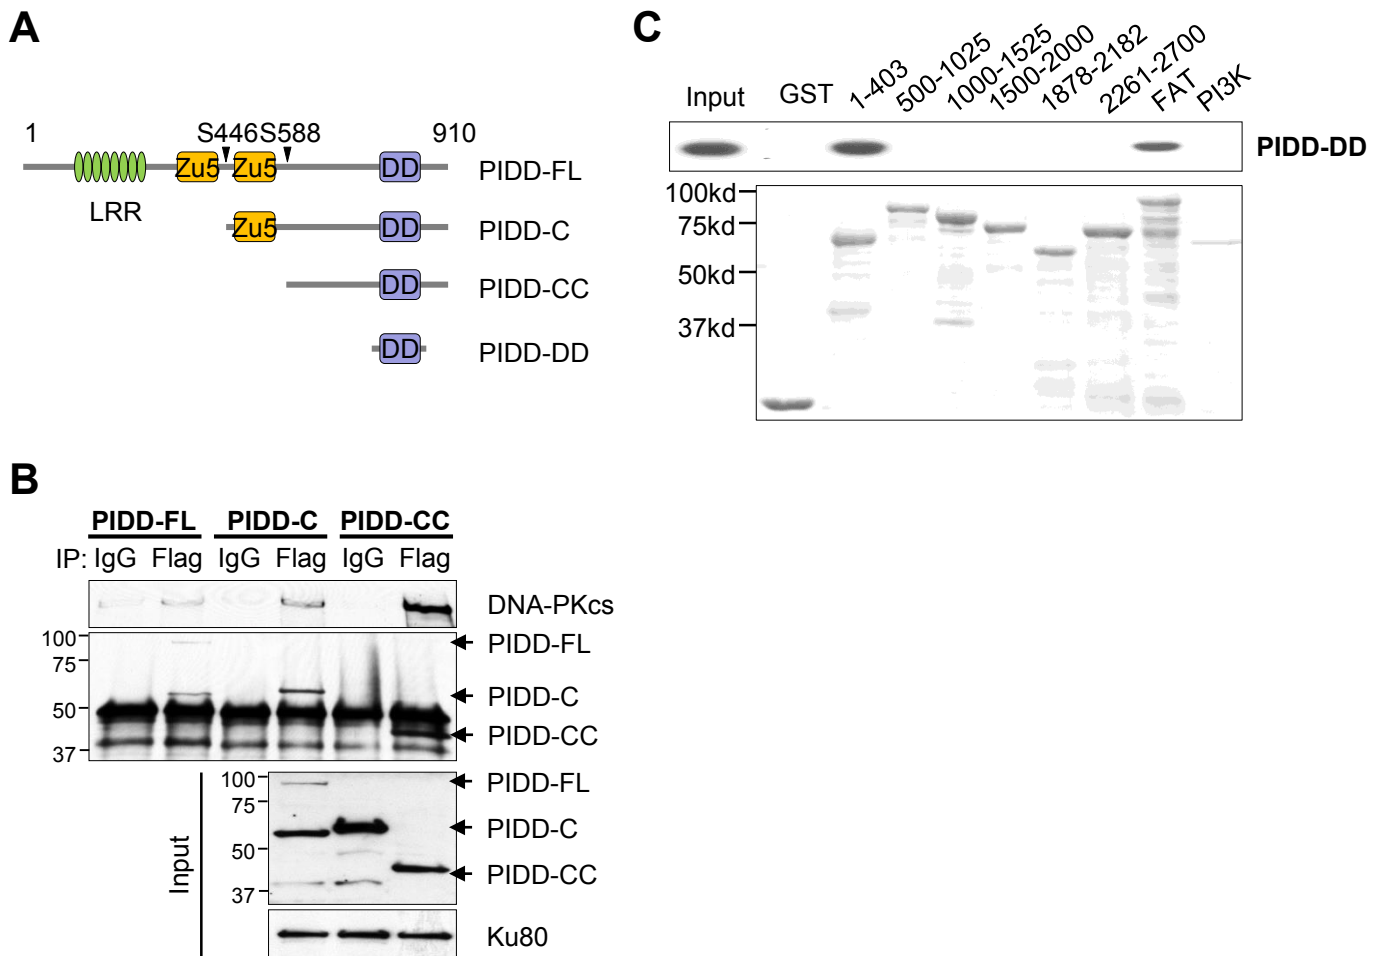 A
1 S446 S588 910
Zu5 Zu5 DD PIDD-FL
LRR
Zu5 DD PIDD-C
DD PIDD-CC
DD PIDD-DD
B
PIDD-FL PIDD-C PIDD-CC
IP: IgG Flag IgG Flag IgG Flag
DNA-PKcs
100 PIDD-FL
75
PIDD-C
50
PIDD-CC
37
Input
100 PIDD-FL
75
PIDD-C
50
PIDD-CC
37
Ku80
C
Input GST 1-403 500-1025 1000-1525 1500-2000 1878-2182 2261-2700 FAT PI3K
PIDD-DD
100kd
75kd
50kd
37kd